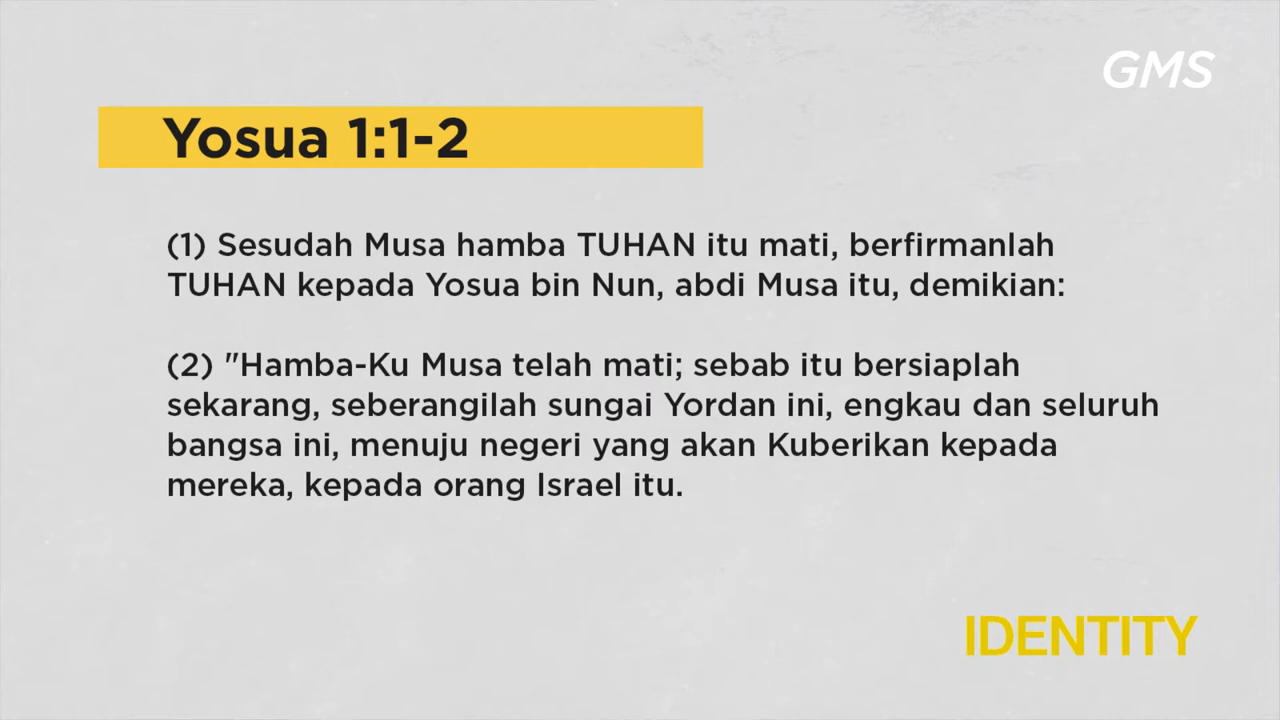 GMS
Yosua 1:1-2
(1) Sesudah Musa hamba TUHAN itu mati, berfirmanlah
TUHAN kepada Yosua bin Nun, abdi Musa itu, demikian:
(2) "Hamba-Ku Musa telah mati; sebab itu bersiaplah
sekarang, seberangilah sungai Yordan ini, engkau dan seluruh
bangsa ini, menuju negeri yang akan Kuberikan kepada
mereka, kepada orang Israel itu.
IDENTITY